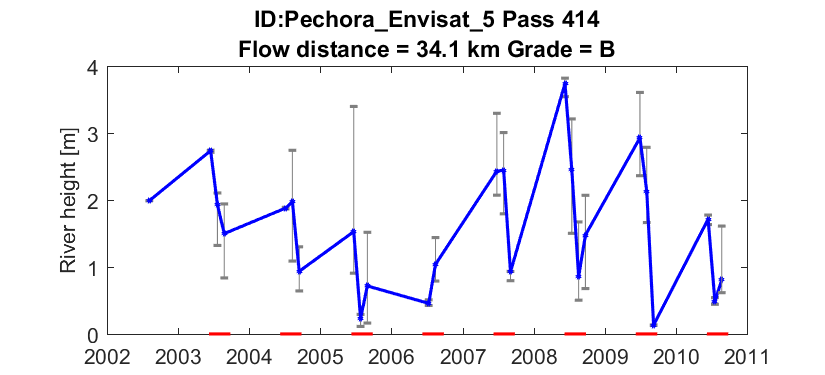 ID:Pechora_Envisat_5 Pass 414
Flow distance = 34.1 km Grade = B
River height [m]
4
3
2
1
0
2002 2003 2004 2005 2006 2007 2008 2009 2010 2011